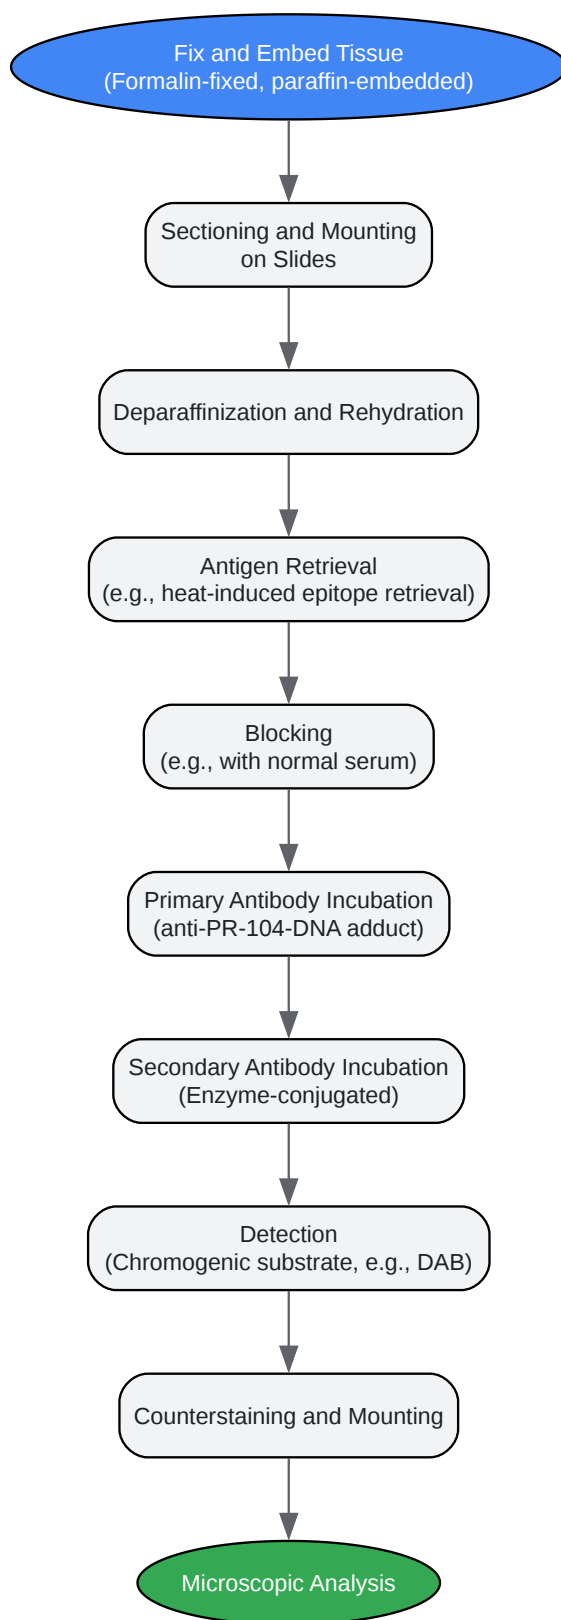 Fix and Embed Tissue
(Formalin-fixed, paraffin-embedded)
Sectioning and Mounting
on Slides
Deparaffinization and Rehydration
Antigen Retrieval
(e.g., heat-induced epitope retrieval)
Blocking
(e.g., with normal serum)
Primary Antibody Incubation
(anti-PR-104-DNA adduct)
Secondary Antibody Incubation
(Enzyme-conjugated)
Detection
(Chromogenic substrate, e.g., DAB)
Counterstaining and Mounting
Microscopic Analysis